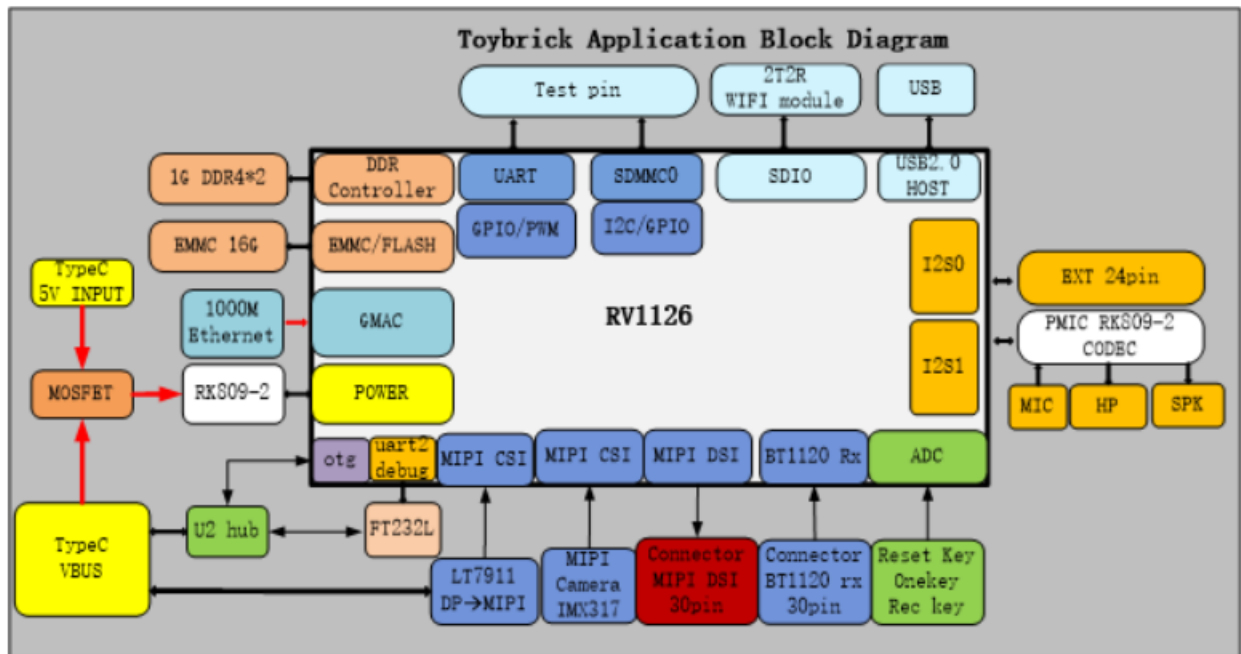 Toybrick Application Block Diagram
Test pin
2T2R
WIFI module
USB
1G DDR4*2
DDR
Controller
UART
SDMMC0
SDIO
USB2.0
HOST
GPIO/PWM
I2C/GPIO
EMMC 16G
EMMC/FLASH
TypeC
5V INPUT
I2S0
EXT 24pin
1000M
Ethernet
GMAC
RV1126
PMIC RK809-2
CODEC
I2S1
MOSFET
RK809-2
POWER
MIC
HP
SPK
otg
uart2
debug
MIPI CSI
MIPI CSI
MIPI DSI
BT1120 Rx
ADC
TypeC
VBUS
U2 hub
FT232L
LT7911
DP→MIPI
MIPI
Camera
IMX317
Connector
MIPI DSI
30pin
Connector
BT1120 rx
30pin
Reset Key
Onekey
Rec key